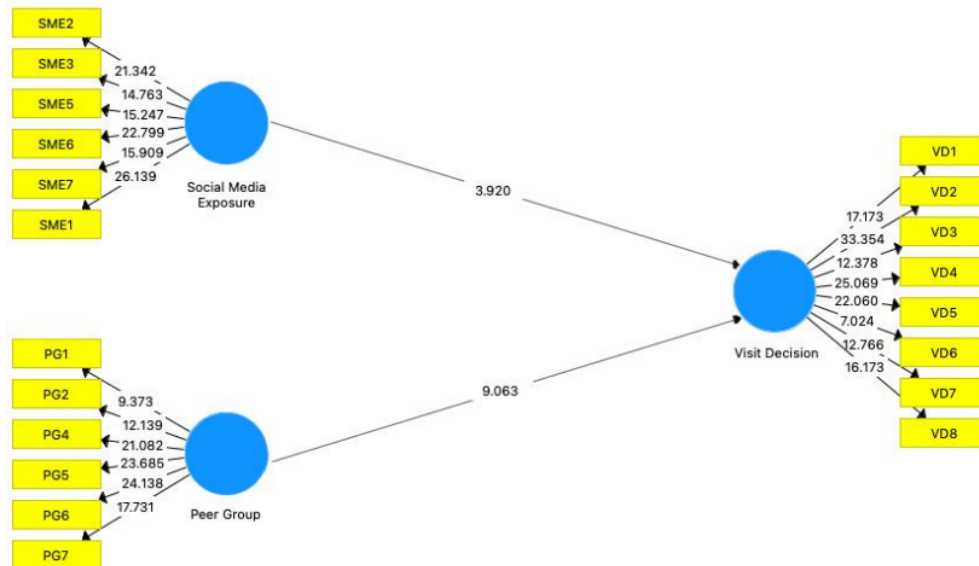 SME2
SME3
SME5
SME6
SME7
SME1
21.342
14.763
15.247
22.799
15.909
26.139
Social Media
Exposure
3.920
PG1
PG2
PG4
PG5
PG6
PG7
9.373
12.139
21.082
23.685
24.138
17.731
Peer Group
9.063
Visit Decision
17.173
33.354
12.378
25.069
22.060
7.024
12.766
16.173
VD1
VD2
VD3
VD4
VD5
VD6
VD7
VD8